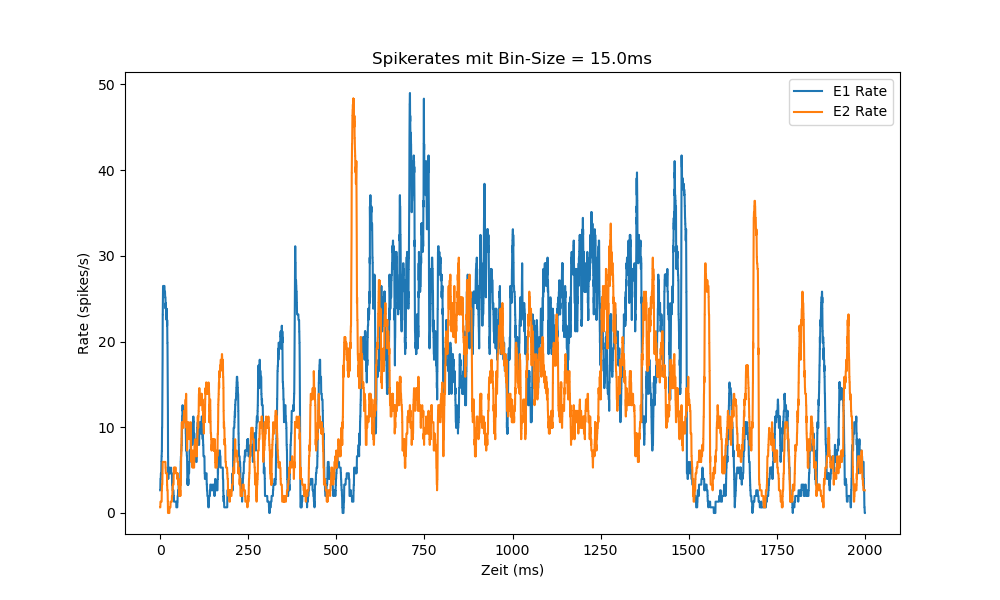 Spikerates mit Bin-Size = 15.0ms
E1 Rate
E2 Rate
Rate (spikes/s)
50
40
30
20
10
0
0 250 500 750 1000 1250 1500 1750 2000
Zeit (ms)